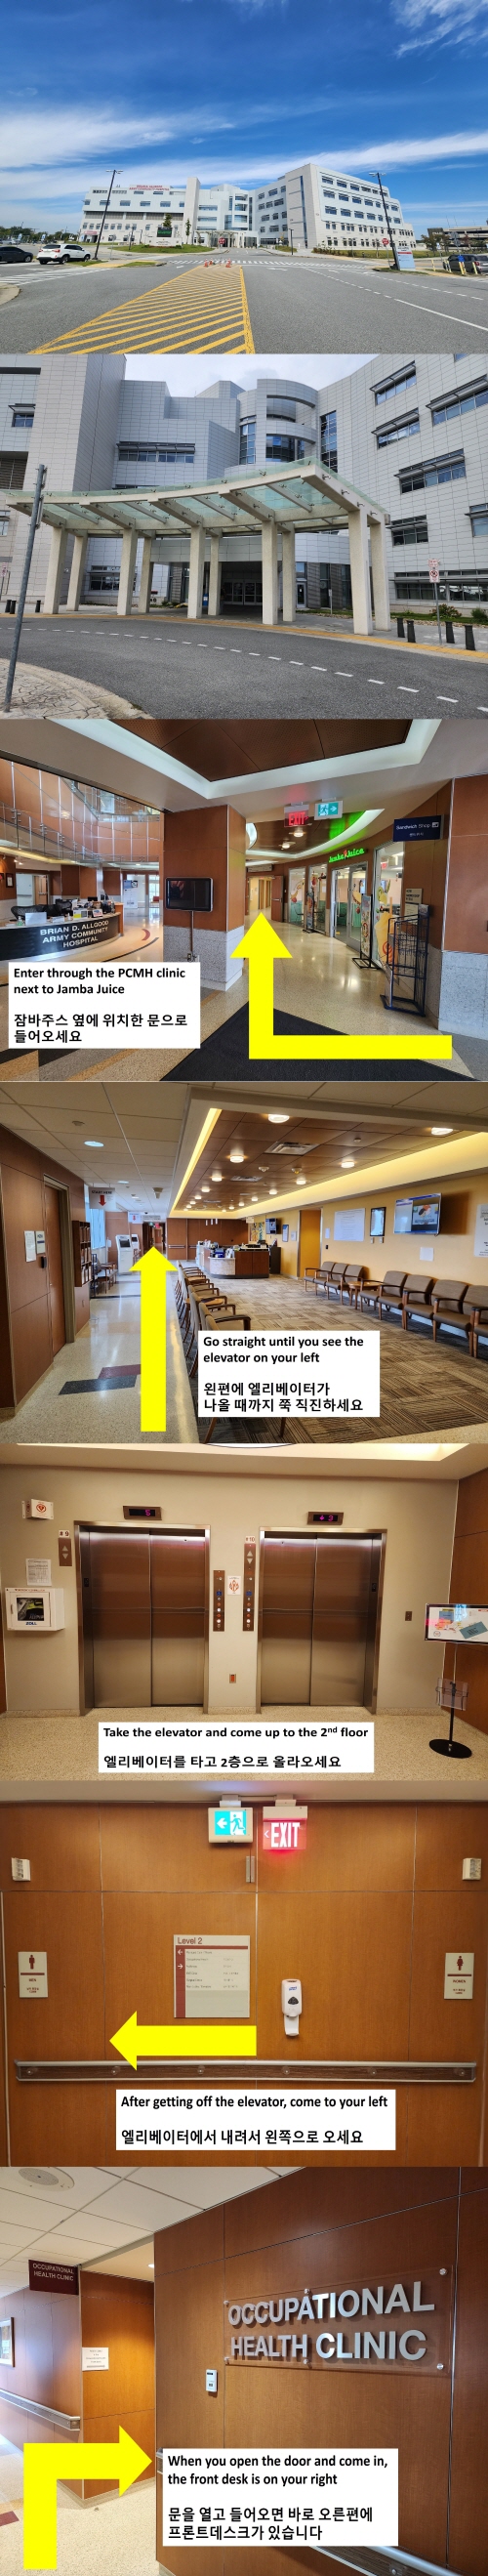 BRIAN D. ALLGOOD
ARMY COMMUNITY
HOSPITAL
EXIT
Jamba Juice
Sandwich Shop
Enter through the PCMH clinic
next to Jamba Juice
잠바주스 옆에 위치한 문으로
들어오세요
Go straight until you see the
elevator on your left
왼편에 엘리베이터가
나올 때까지 쭉 직진하세요
ZOLL
Take the elevator and come up to the 2nd floor
엘리베이터를 타고 2층으로 올라오세요
EXIT
Level 2
MEN
WOMEN
After getting off the elevator, come to your left
엘리베이터에서 내려서 왼쪽으로 오세요
OCCUPATIONAL
HEALTH CLINIC
OCCUPATIONAL
HEALTH CLINIC
When you open the door and come in,
the front desk is on your right
문을 열고 들어오면 바로 오른편에
프론트데스크가 있습니다